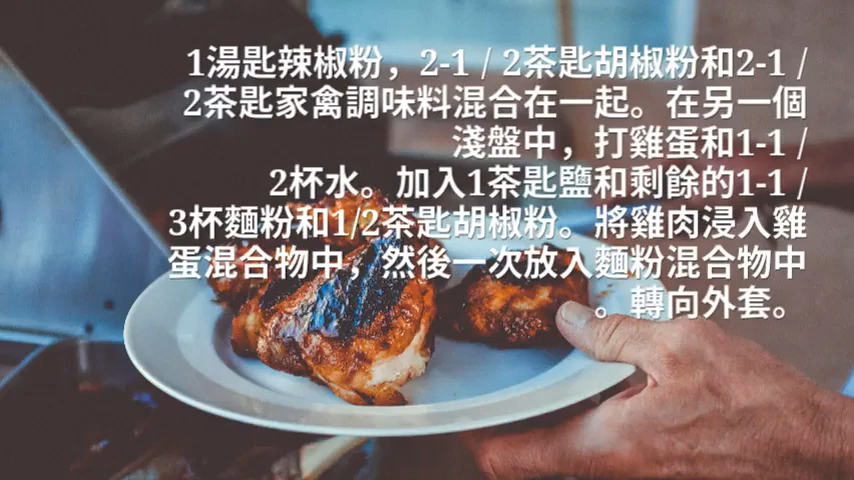 1湯匙辣椒粉，2-1 / 2茶匙胡椒粉和2-1 /
2茶匙家禽調味料混合在一起。在另一個
淺盤中，打雞蛋和1-1 /
2杯水。加入1茶匙鹽和剩餘的1-1 /
3杯麵粉和1/2茶匙胡椒粉。將雞肉浸入雞
蛋混合物中，然後一次放入麵粉混合物中
。轉向外套。